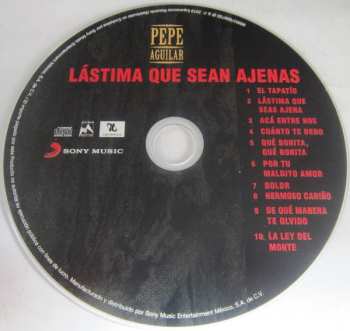 PEPE
AGUILAR
LÁSTIMA QUE SEAN AJENAS
1 EL TAPATÍO
2 LÁSTIMA QUE
SEAS AJENA
3 ACÁ ENTRE NOS
4 CUÁNTO TE DEBO
5 QUÉ BONITA,
QUÉ BONITA
6 POR TU
MALDITO AMOR
7 DOLOR
8 HERMOSO CARIÑO
9 DE QUÉ MANERA
TE OLVIDO
10. LA LEY DEL
MONTE
SONY MUSIC
Manufacturado y distribuido por Sony Music Entertainment México, S.A. de C.V.